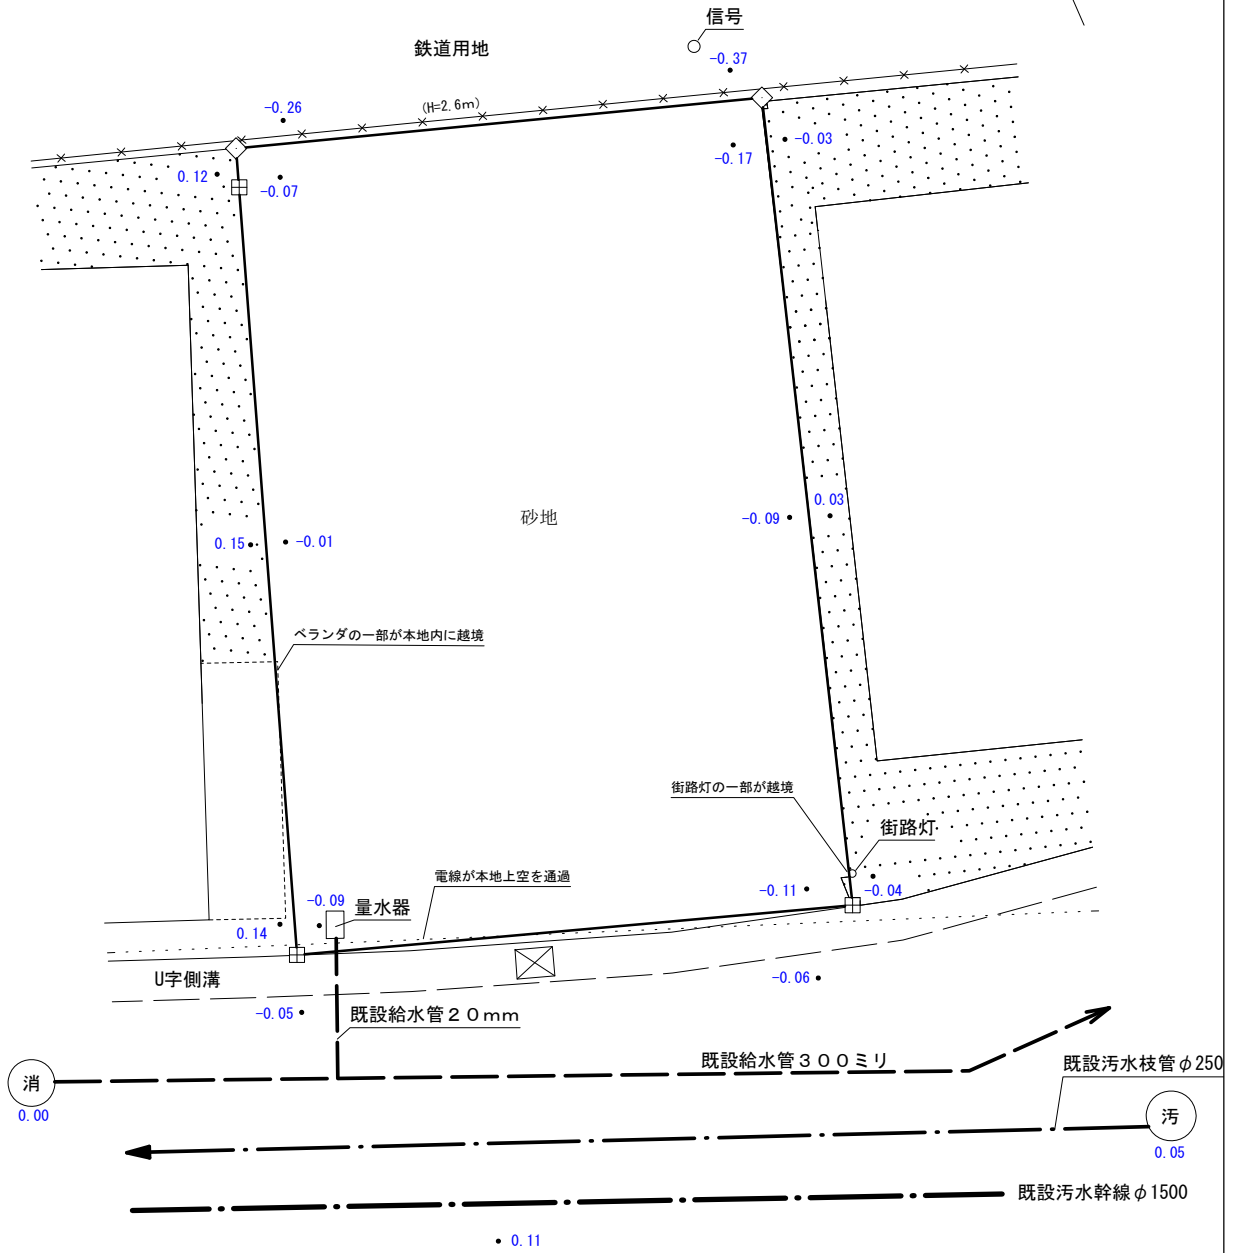 信号
鉄道用地
-0.37
-0.26
(H=2.6m)
-0.03
-0.17
0.12
-0.07
0.03
砂地
-0.09
0.15
-0.01
ベランダの一部が本地内に越境
街路灯の一部が越境
街路灯
電線が本地上空を通過
-0.11
-0.04
-0.09
量水器
0.14
U字側溝
-0.06
-0.05
既設給水管20mm
既設給水管300ミリ
既設汚水枝管φ250
消
0.00
汚
0.05
既設汚水幹線φ1500
0.11